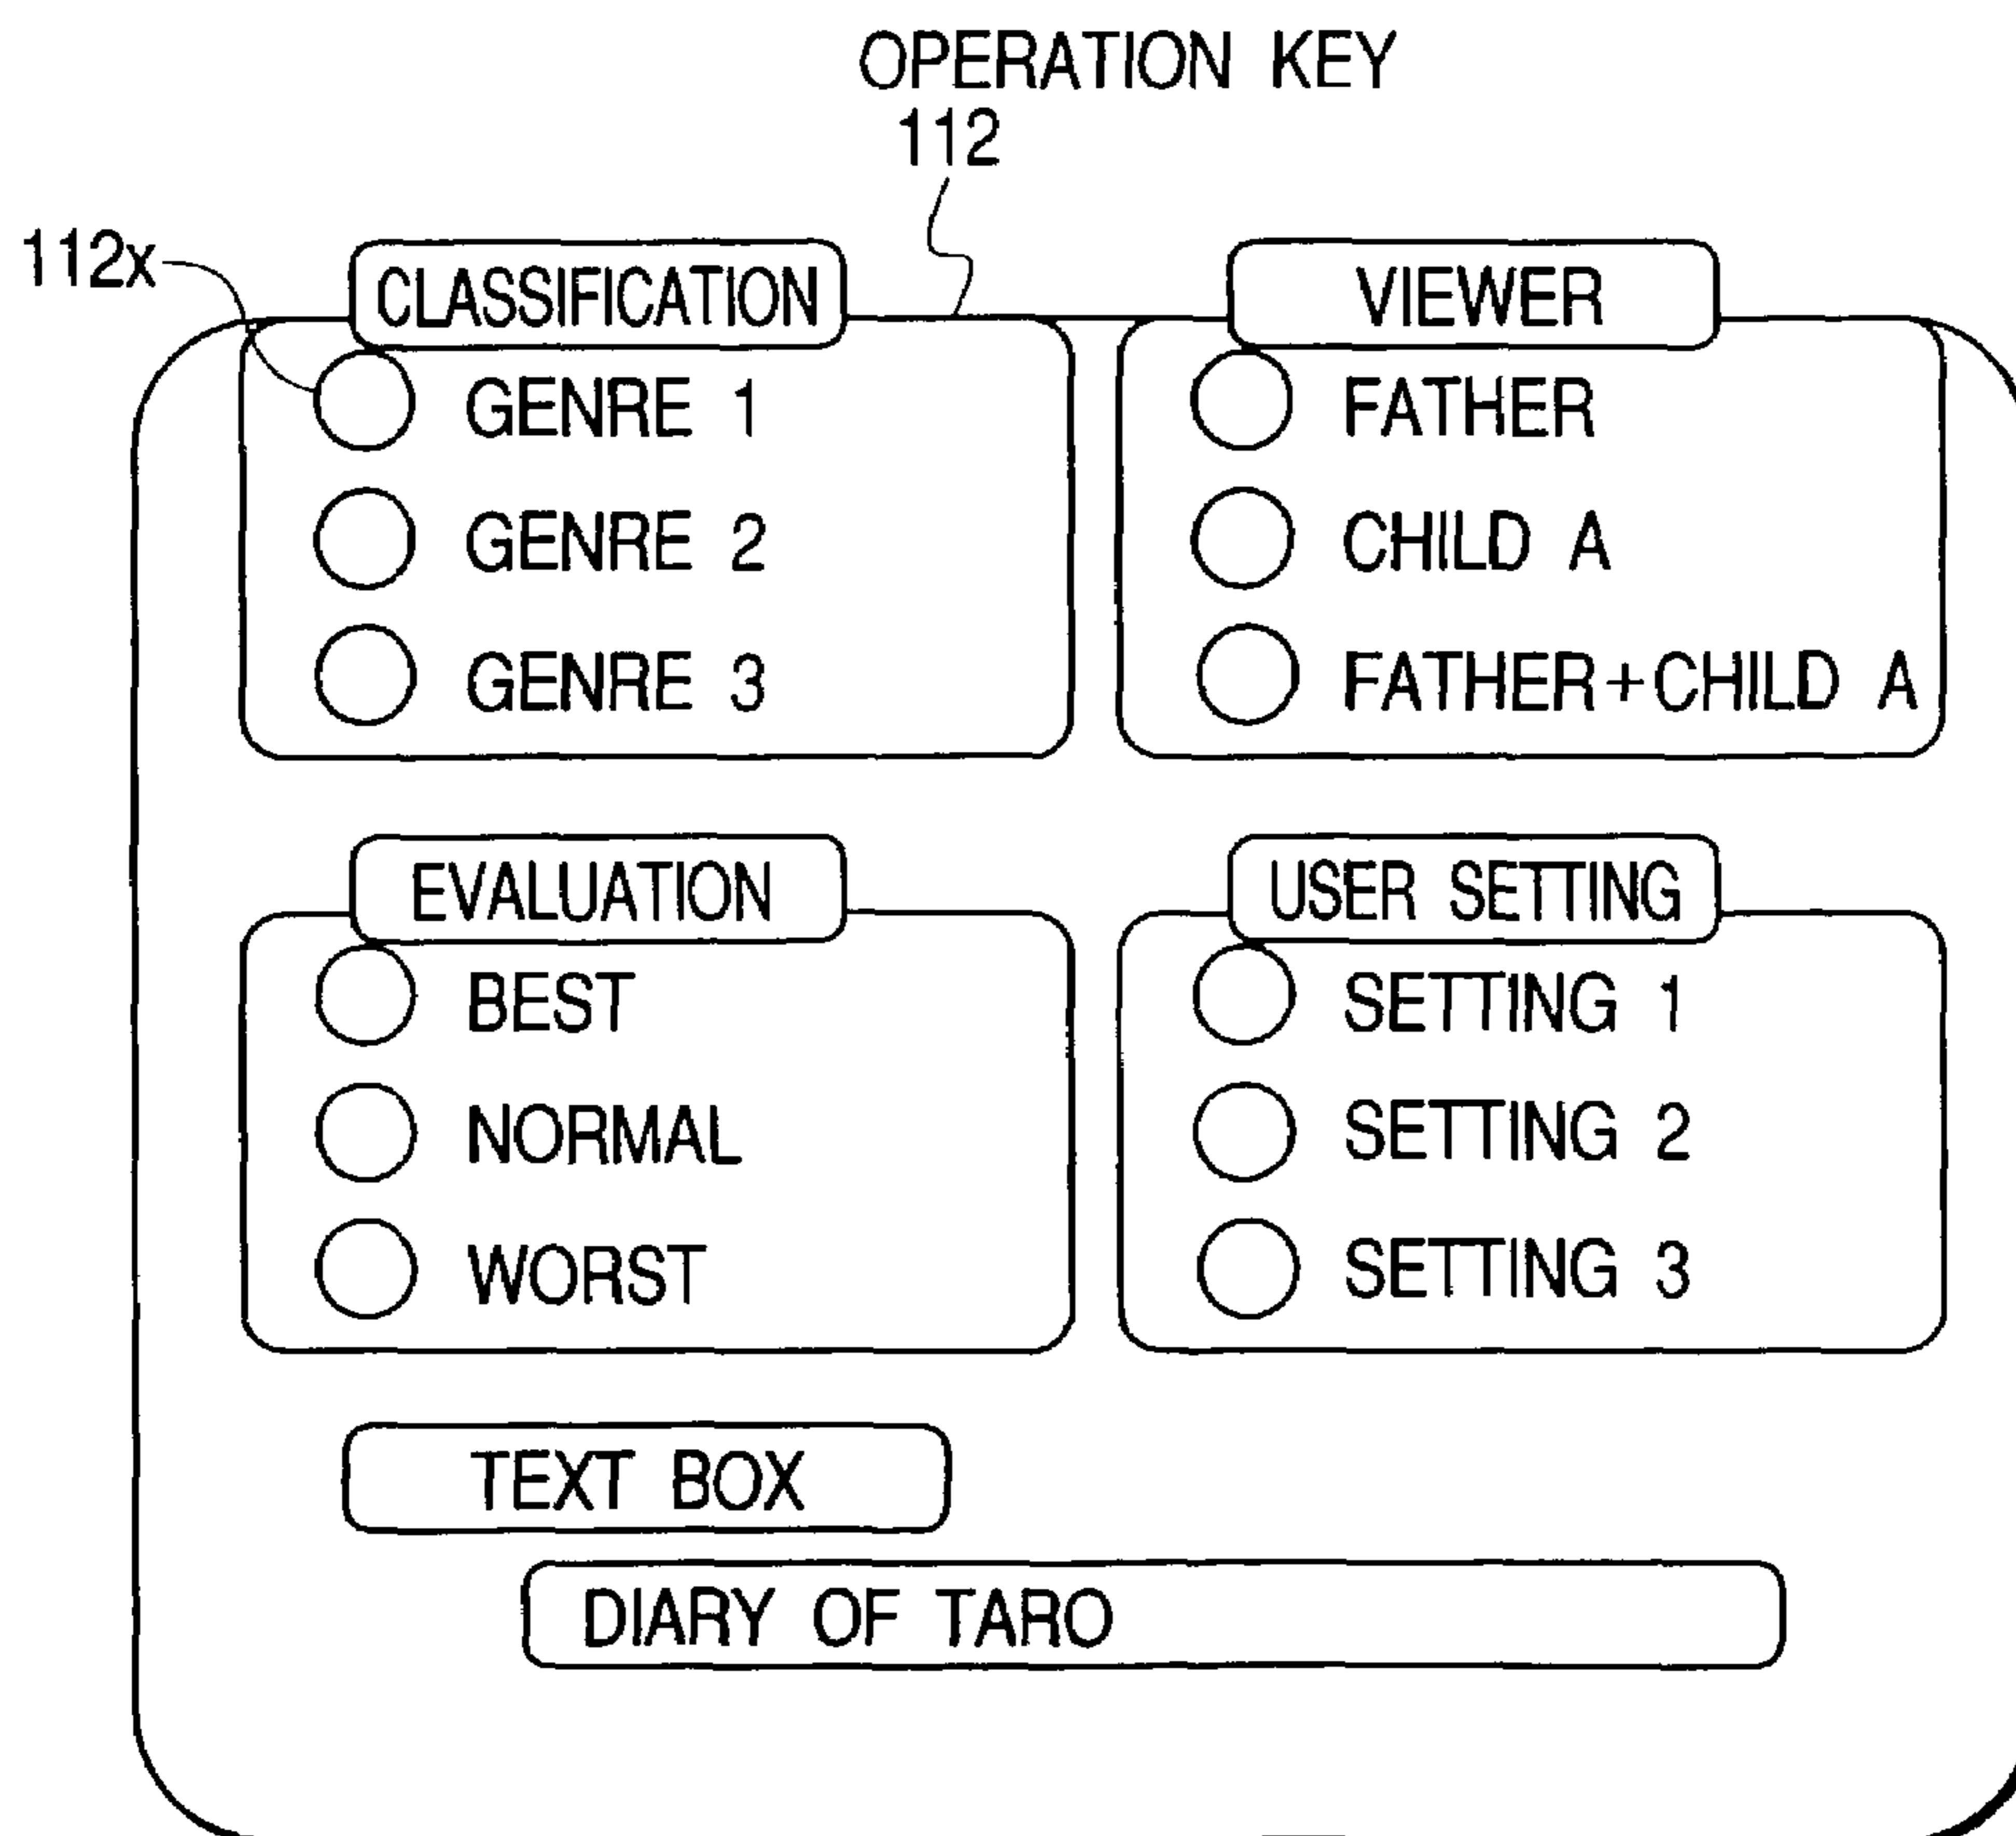 OPERATION KEY
112
112x
CLASSIFICATION
GENRE 1
GENRE 2
GENRE 3
VIEWER
FATHER
CHILD A
FATHER+CHILD A
EVALUATION
BEST
NORMAL
WORST
USER SETTING
SETTING 1
SETTING 2
SETTING 3
TEXT BOX
DIARY OF TARO